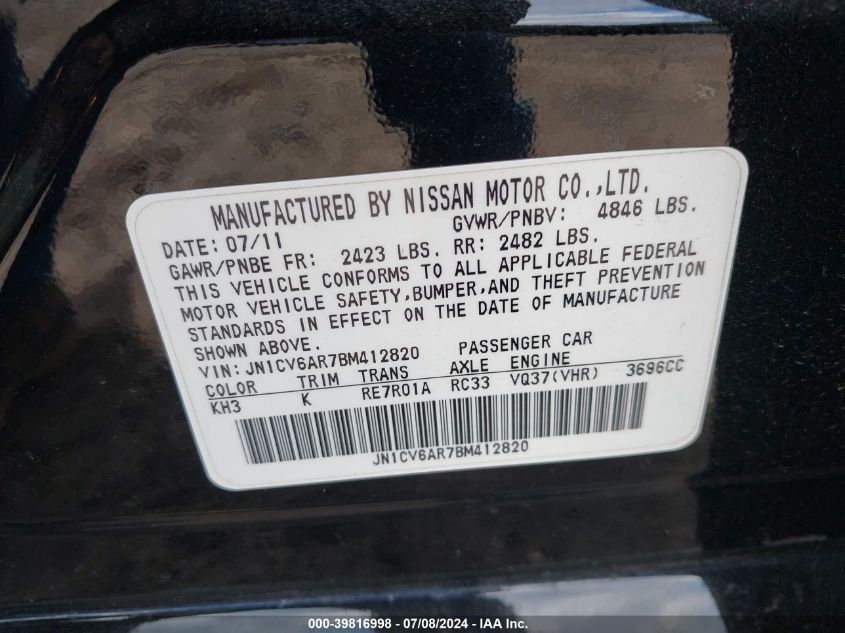 MANUFACTURED BY NISSAN MOTOR CO.,LTD.
DATE: 07/11 GVWR/PNBV: 4846 LBS.
GAWR/PNBE FR: 2423 LBS. RR: 2482 LBS.
THIS VEHICLE CONFORMS TO ALL APPLICABLE FEDERAL
MOTOR VEHICLE SAFETY,BUMPER,AND THEFT PREVENTION
STANDARDS IN EFFECT ON THE DATE OF MANUFACTURE
SHOWN ABOVE.
VIN: JN1CV6AR7BM412820 PASSENGER CAR
COLOR TRIM TRANS AXLE ENGINE
KH3 K RE7R01A RC33 VQ37(VHR) 3696CC
JN1CV6AR7BM412820
000-39816998 - 07/08/2024 - © IAA Inc.